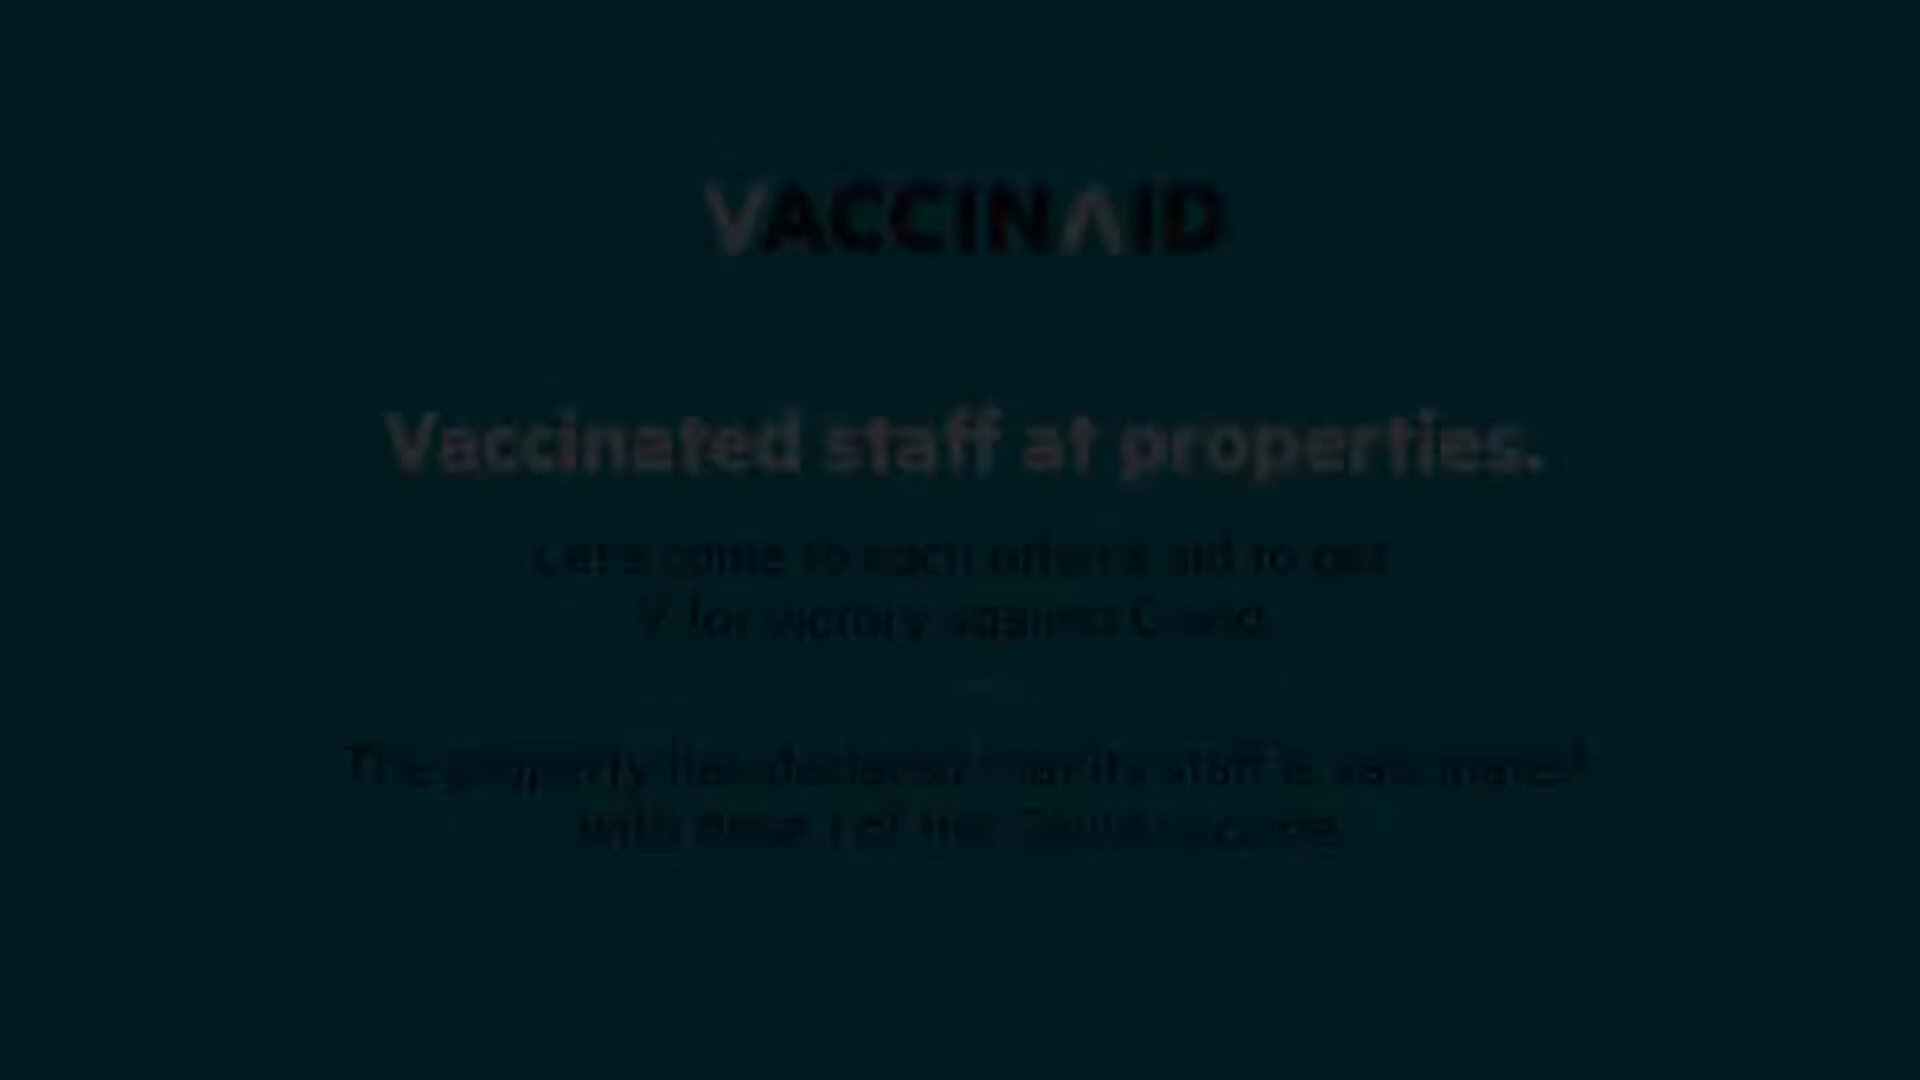 VACCINAID
Vaccinated staff at properties.
Let's come to each other's aid to get
V for victory against Covid.
The property has declared that its staff is vaccinated
with dose 1 of the Covid vaccine.